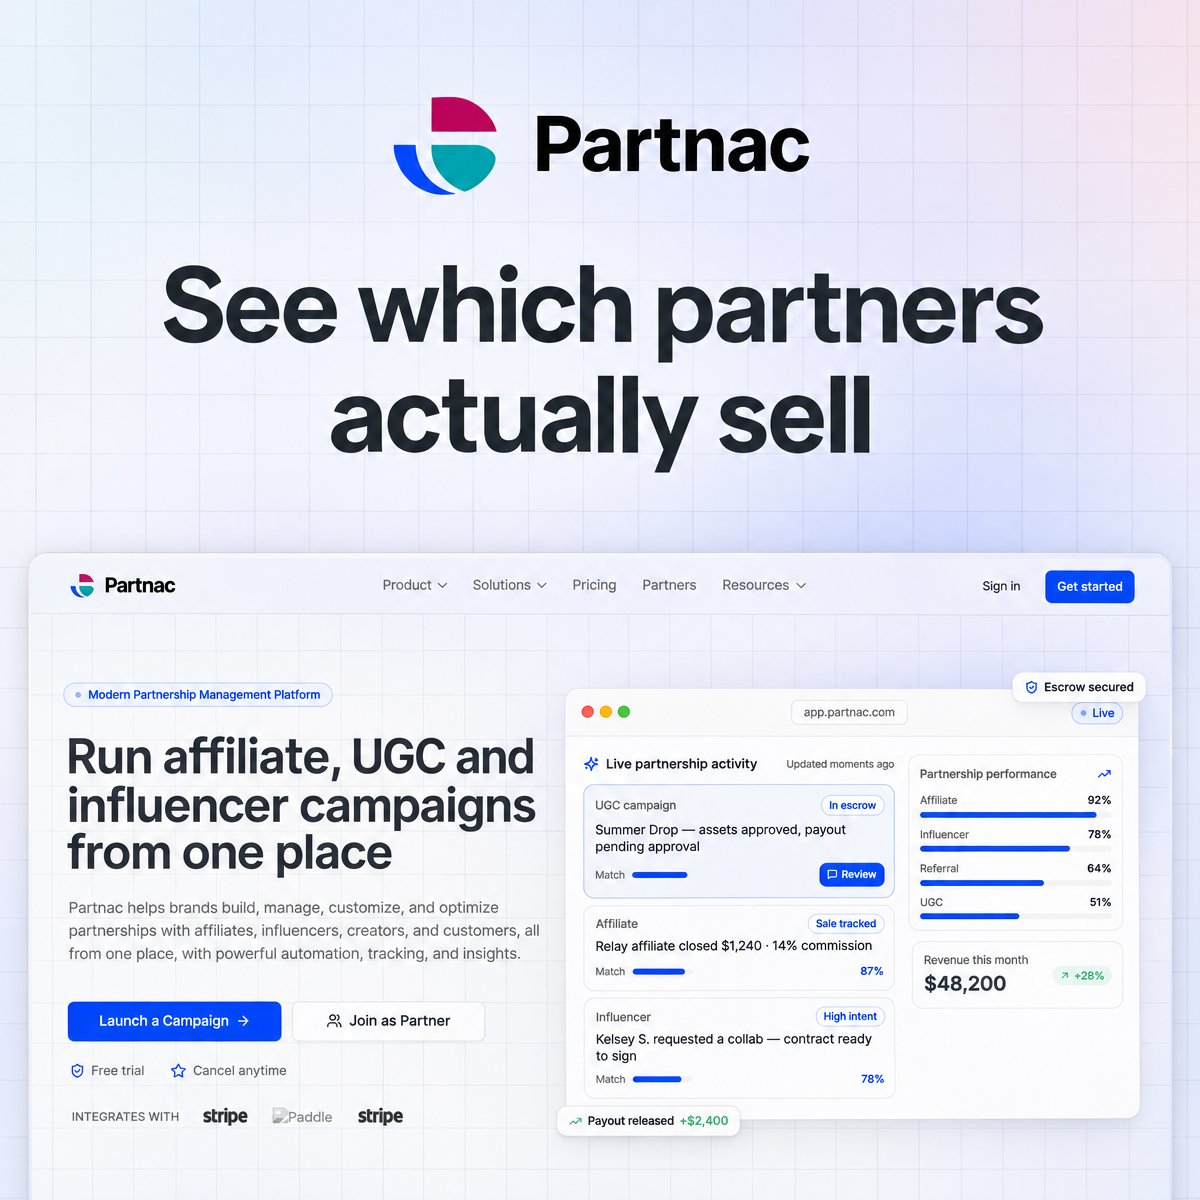 Partnac
See which partners
actually sell
Partnac
Product
Solutions
Pricing
Partners
Resources
Sign in
Get started
Modern Partnership Management Platform
Run affiliate, UGC and
influencer campaigns
from one place
Partnac helps brands build, manage, customize, and optimize
partnerships with affiliates, influencers, creators, and customers, all
from one place, with powerful automation, tracking, and insights.
Launch a Campaign →
Join as Partner
Free trial
Cancel anytime
INTEGRATES WITH
stripe
Paddle
stripe
Escrow secured
app.partnac.com
Live
Live partnership activity
Updated moments ago
UGC campaign
In escrow
Summer Drop — assets approved, payout
pending approval
Match
Review
Affiliate
Sale tracked
Relay affiliate closed $1,240 · 14% commission
Match
87%
Influencer
High intent
Kelsey S. requested a collab — contract ready
to sign
Match
78%
Payout released +$2,400
Partnership performance
Affiliate 92%
Influencer 78%
Referral 64%
UGC 51%
Revenue this month
$48,200
+28%